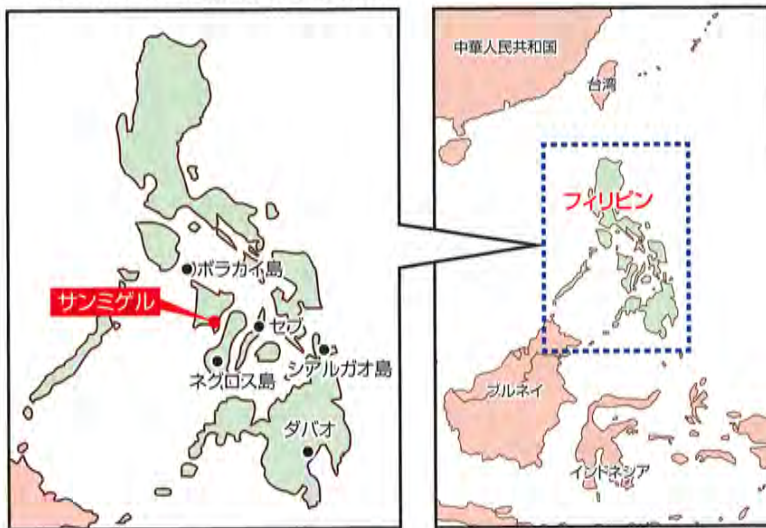 ボラカイ島
サンミゲル
セブ
シアルガオ島
ネグロス島
ダバオ
中華人民共和国
台湾
フィリピン
ブルネイ
インドネシア